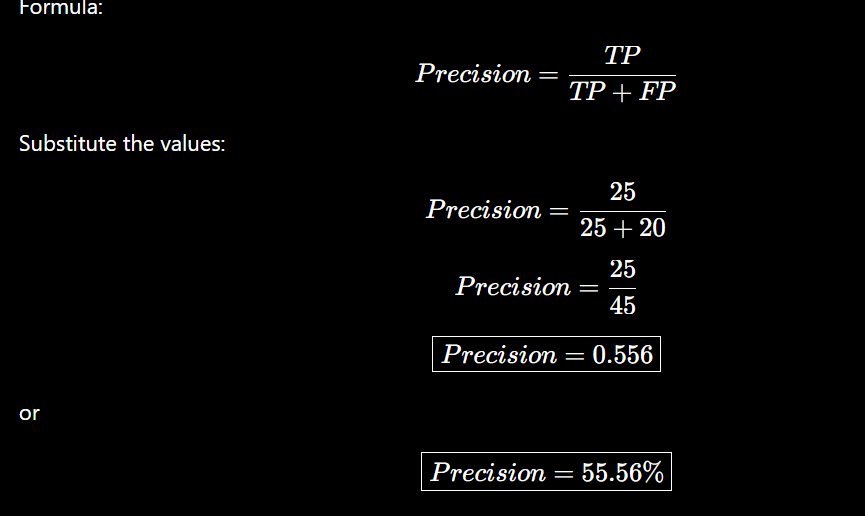 Formula:
Precision = TP / TP + FP
Substitute the values:
Precision = 25 / 25 + 20
Precision = 25 / 45
Precision = 0.556
or
Precision = 55.56%